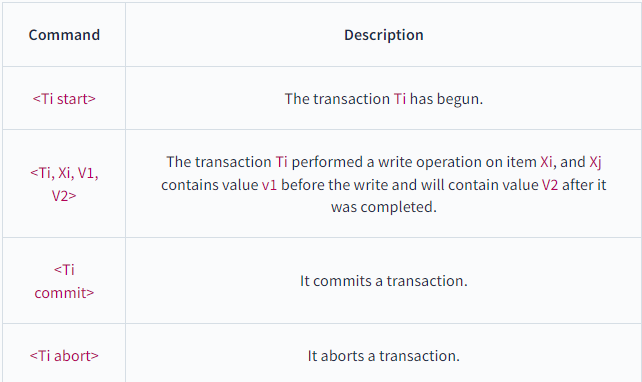 Command Description
<Ti start> The transaction Ti has begun.
<Ti, Xi, V1, V2> The transaction Ti performed a write operation on item Xi, and Xj
contains value v1 before the write and will contain value V2 after it
was completed.
<Ti
commit>
It commits a transaction.
<Ti abort> It aborts a transaction.